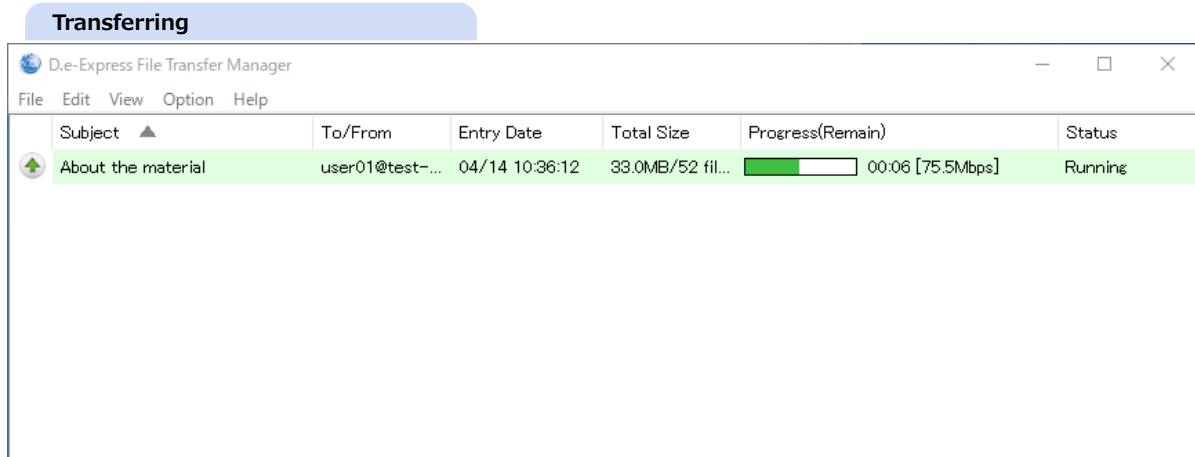 Transferring
D.e-Express File Transfer Manager
File Edit View Option Help
Subject To/From Entry Date Total Size Progress(Remain) Status
About the material user01@test-... 04/14 10:36:12 33.0MB/52 fil... 00:06 [75.5Mbps] Running